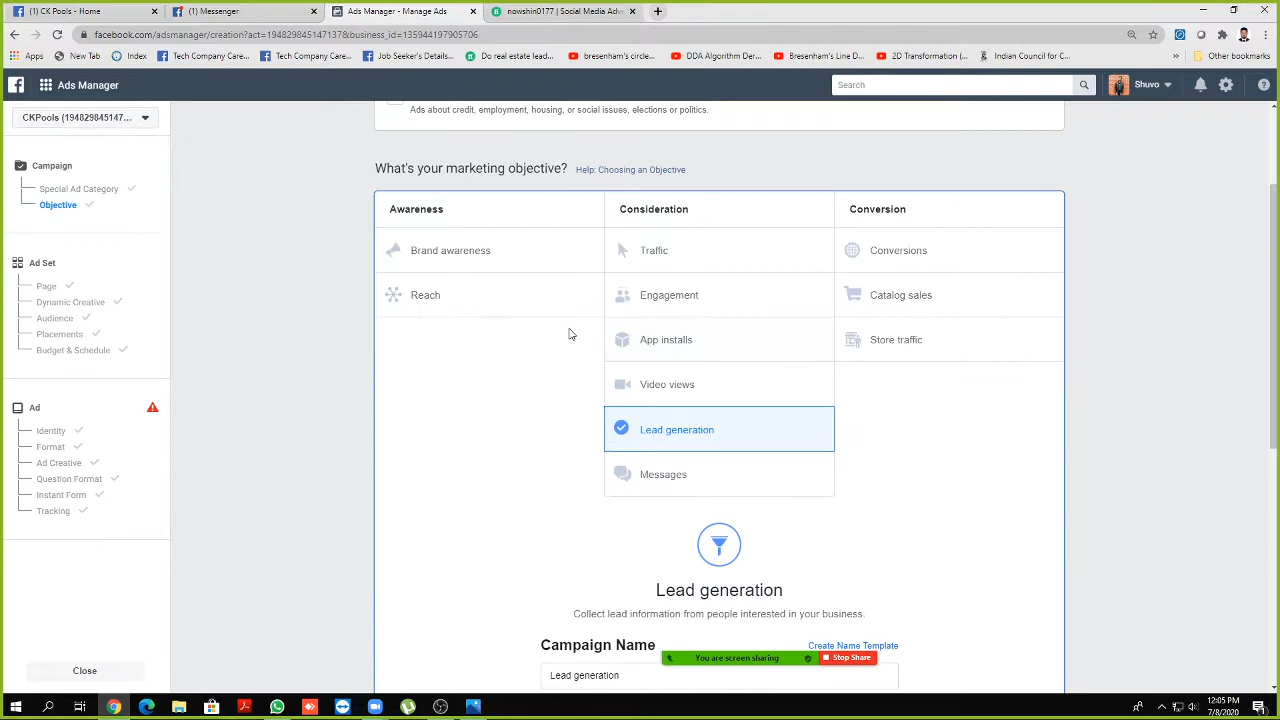 (1) CK Pools - Home
(1) Messenger
Ads Manager - Manage Ads
nowshin0177 | Social Media Adve
facebook.com/adsmanager/creation?act=194829845147137&business_id=135944197905706
Apps
New Tab
Index
Tech Company Care...
Tech Company Care...
Job Seeker's Detail...
Do real estate lead...
bresenham's circle...
DDA Algorithm Der...
Bresenham's Line D...
2D Transformation (...
Indian Council for C...
Other bookmarks
Ads Manager
Search
Shuvo
CKPools (194829845147...
Ads about credit, employment, housing, or social issues, elections or politics.
Campaign
Special Ad Category
Objective
Ad Set
Page
Dynamic Creative
Audience
Placements
Budget & Schedule
Ad
Identity
Format
Ad Creative
Question Format
Instant Form
Tracking
Close
What's your marketing objective? Help: Choosing an Objective
Awareness
Consideration
Conversion
Brand awareness
Traffic
Conversions
Reach
Engagement
Catalog sales
App installs
Store traffic
Video views
Lead generation
Messages
Lead generation
Collect lead information from people interested in your business.
Campaign Name
Create Name Template
You are screen sharing
Stop Share
Lead generation
12:05 PM
7/8/2020